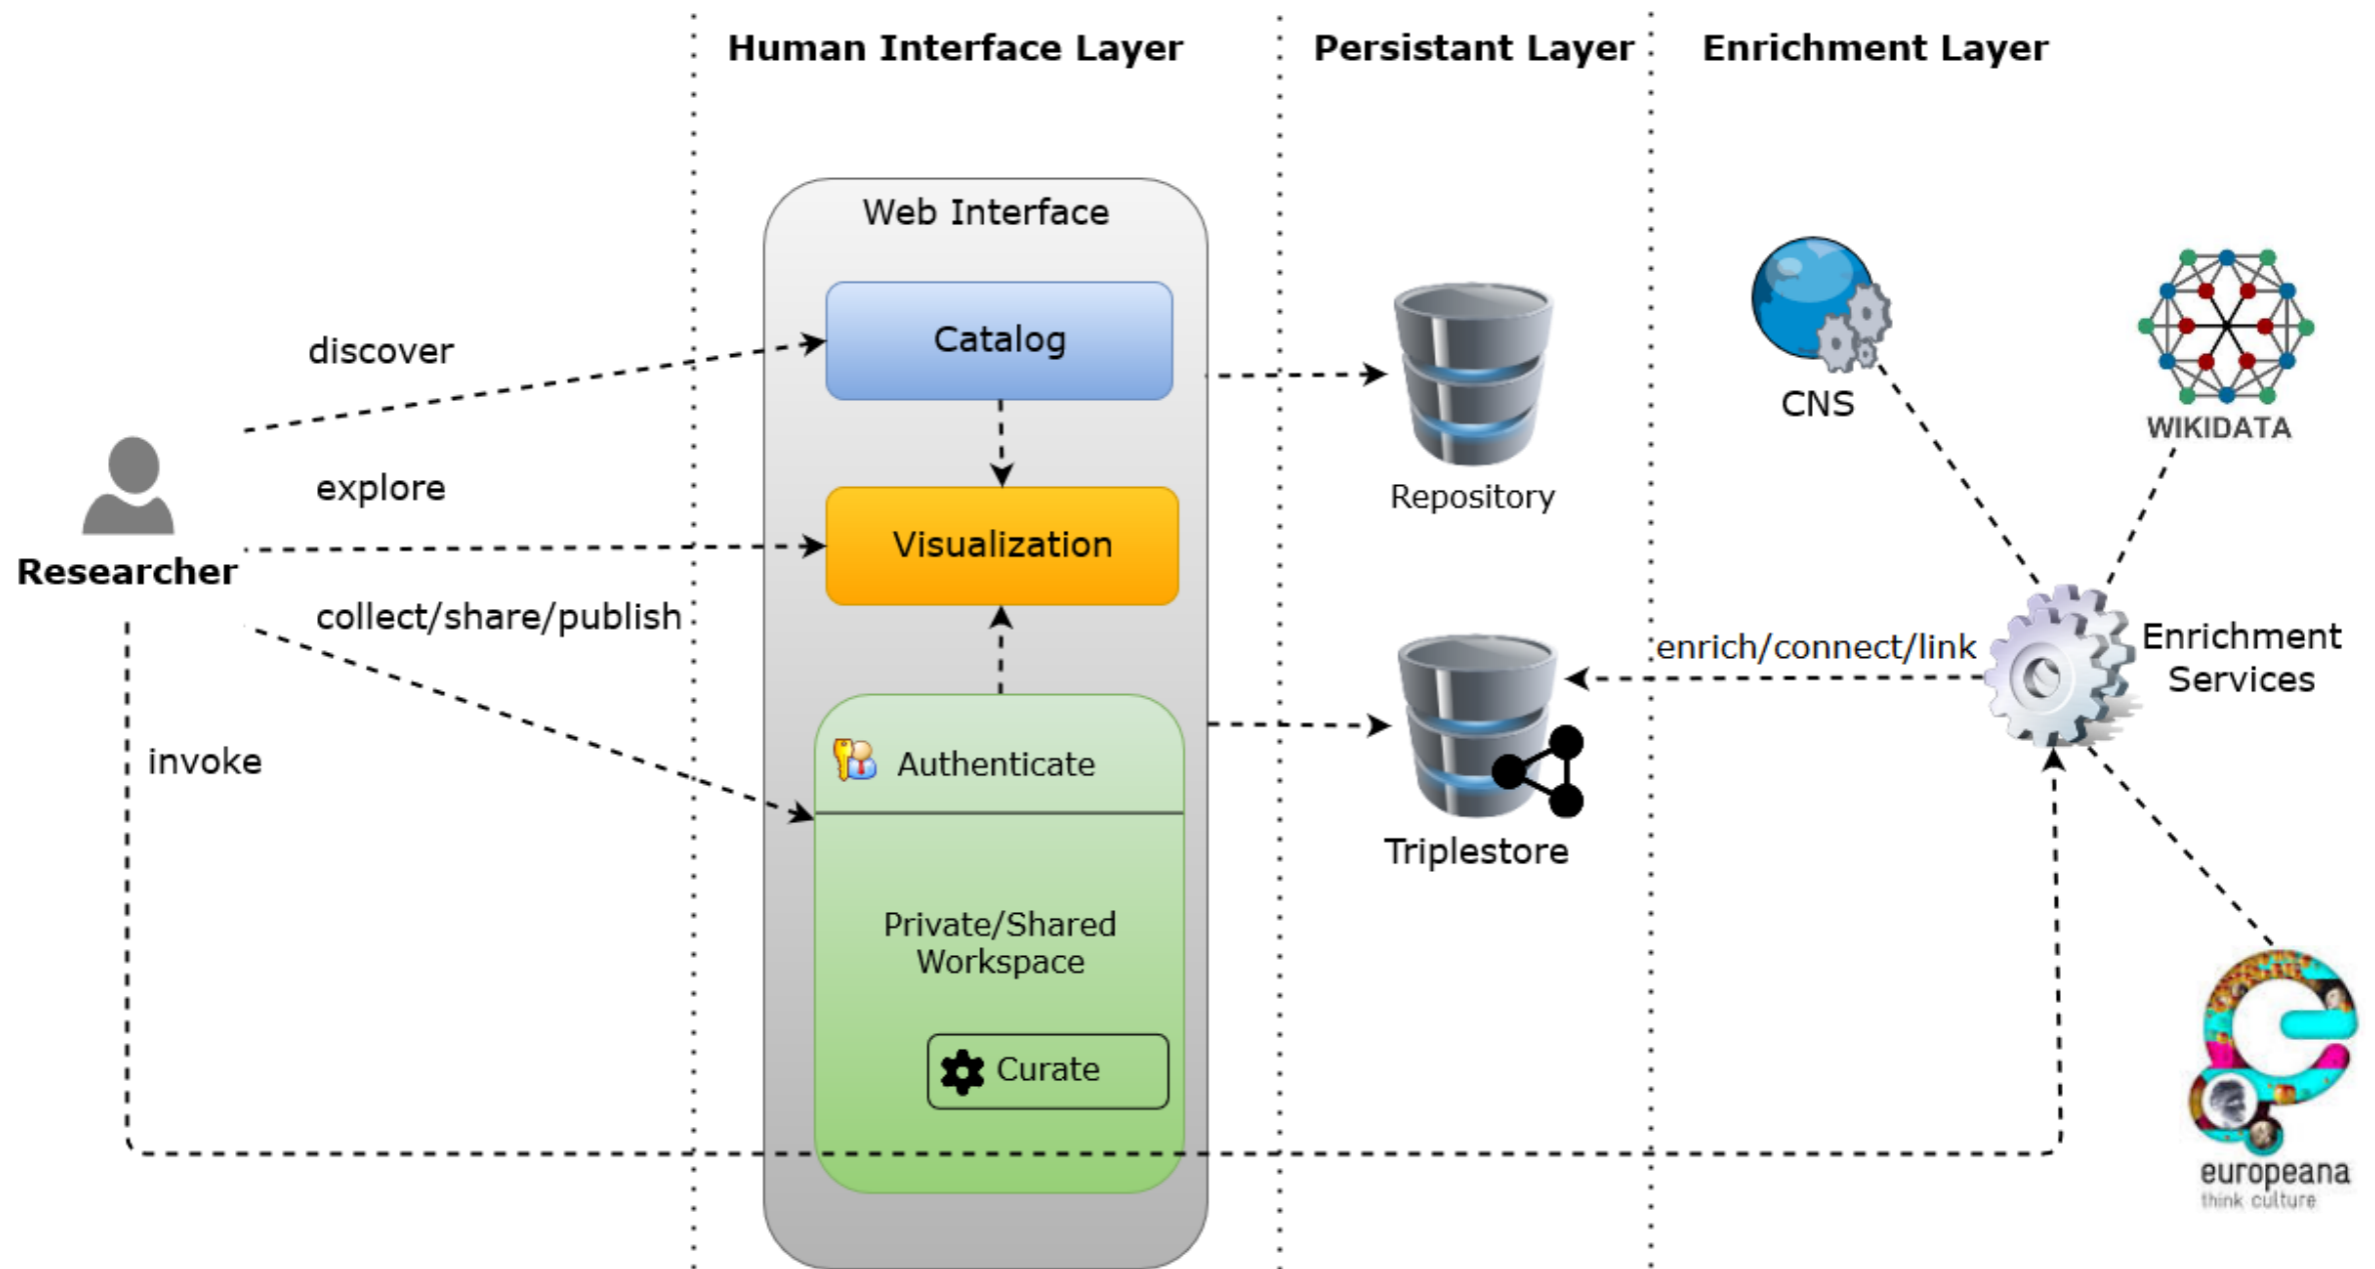 Human Interface Layer
Persistant Layer
Enrichment Layer
Web Interface
Catalog
discover
CNS
WIKIDATA
explore
Repository
Visualization
Researcher
collect/share/publish
enrich/connect/link
Enrichment
Services
invoke
Authenticate
Triplestore
Private/Shared
Workspace
Curate
europeana
think culture